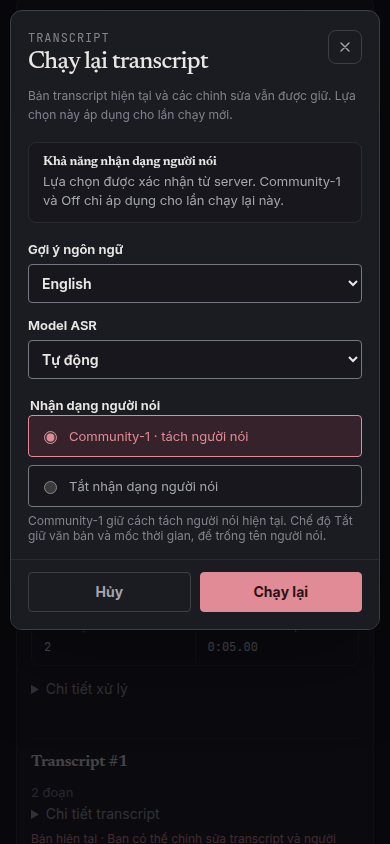 TRANSCRIPT
Chạy lại transcript
Bản transcript hiện tại và các chỉnh sửa vẫn được giữ. Lựa
chọn này áp dụng cho lần chạy mới.
Khả năng nhận dạng người nói
Lựa chọn được xác nhận từ server. Community-1
và Off chỉ áp dụng cho lần chạy lại này.
Gợi ý ngôn ngữ
English
Model ASR
Tự động
Nhận dạng người nói
Community-1 · tách người nói
Tắt nhận dạng người nói
Community-1 giữ cách tách người nói hiện tại. Chế độ Tắt
giữ văn bản và mốc thời gian, để trống tên người nói.
Hủy
Chạy lại
2
0:05.00
Chi tiết xử lý
Transcript #1
2 đoạn
Chi tiết transcript
Bản hiện tại · Bạn có thể chỉnh sửa transcript và người